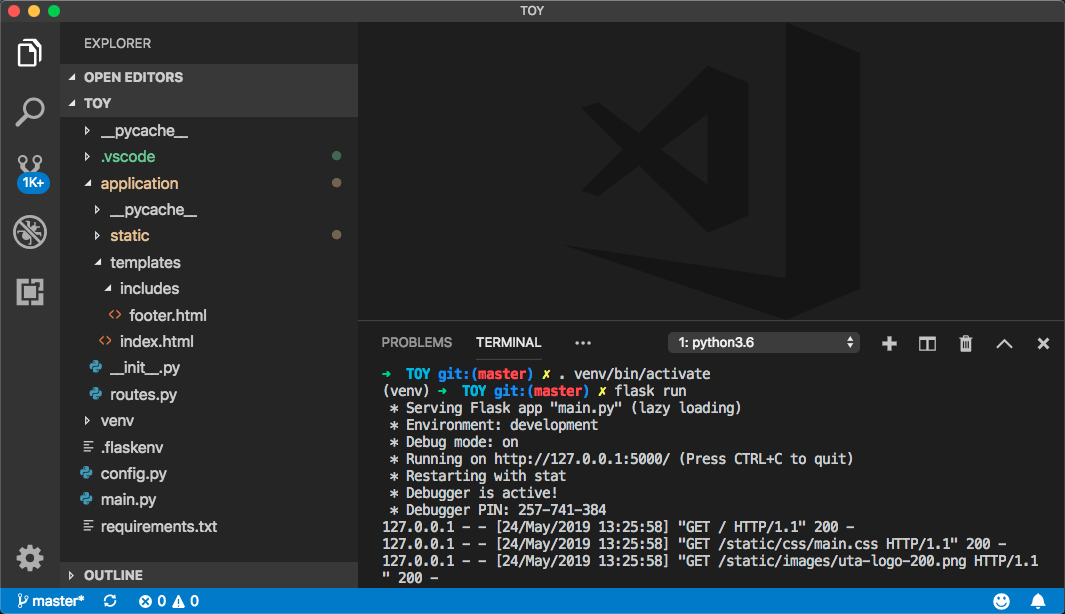 TOY
EXPLORER
OPEN EDITORS
TOY
__pycache__
.vscode
application
__pycache__
static
templates
includes
footer.html
index.html
__init__.py
routes.py
venv
.flaskenv
config.py
main.py
requirements.txt
OUTLINE
1K+
PROBLEMS TERMINAL ••• 1: python3.6
➜ TOY git:(master) ✗ . venv/bin/activate
(venv) ➜ TOY git:(master) ✗ flask run
* Serving Flask app "main.py" (lazy loading)
* Environment: development
* Debug mode: on
* Running on http://127.0.0.1:5000/ (Press CTRL+C to quit)
* Restarting with stat
* Debugger is active!
* Debugger PIN: 257-741-384
127.0.0.1 - - [24/May/2019 13:25:58] "GET / HTTP/1.1" 200 -
127.0.0.1 - - [24/May/2019 13:25:58] "GET /static/css/main.css HTTP/1.1" 200 -
127.0.0.1 - - [24/May/2019 13:25:58] "GET /static/images/uta-logo-200.png HTTP/1.1
" 200 -
master* 0 0